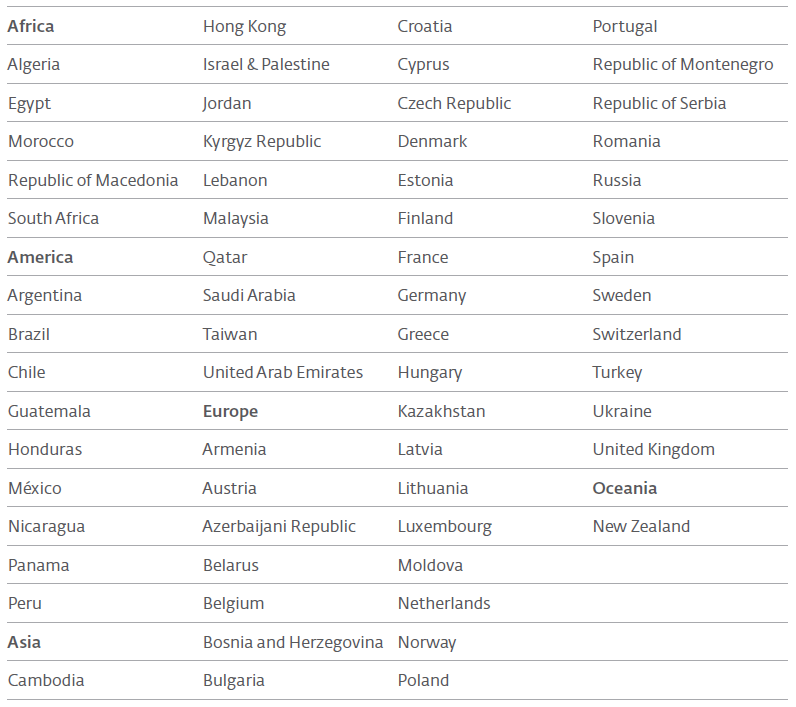 Africa
Algeria
Egypt
Morocco
Republic of Macedonia
South Africa
America
Argentina
Brazil
Chile
Guatemala
Honduras
México
Nicaragua
Panama
Peru
Asia
Cambodia
Hong Kong
Israel & Palestine
Jordan
Kyrgyz Republic
Lebanon
Malaysia
Qatar
Saudi Arabia
Taiwan
United Arab Emirates
Europe
Armenia
Austria
Azerbaijani Republic
Belarus
Belgium
Bosnia and Herzegovina
Bulgaria
Croatia
Cyprus
Czech Republic
Denmark
Estonia
Finland
France
Germany
Greece
Hungary
Kazakhstan
Latvia
Lithuania
Luxembourg
Moldova
Netherlands
Norway
Poland
Portugal
Republic of Montenegro
Republic of Serbia
Romania
Russia
Slovenia
Spain
Sweden
Switzerland
Turkey
Ukraine
United Kingdom
Oceania
New Zealand